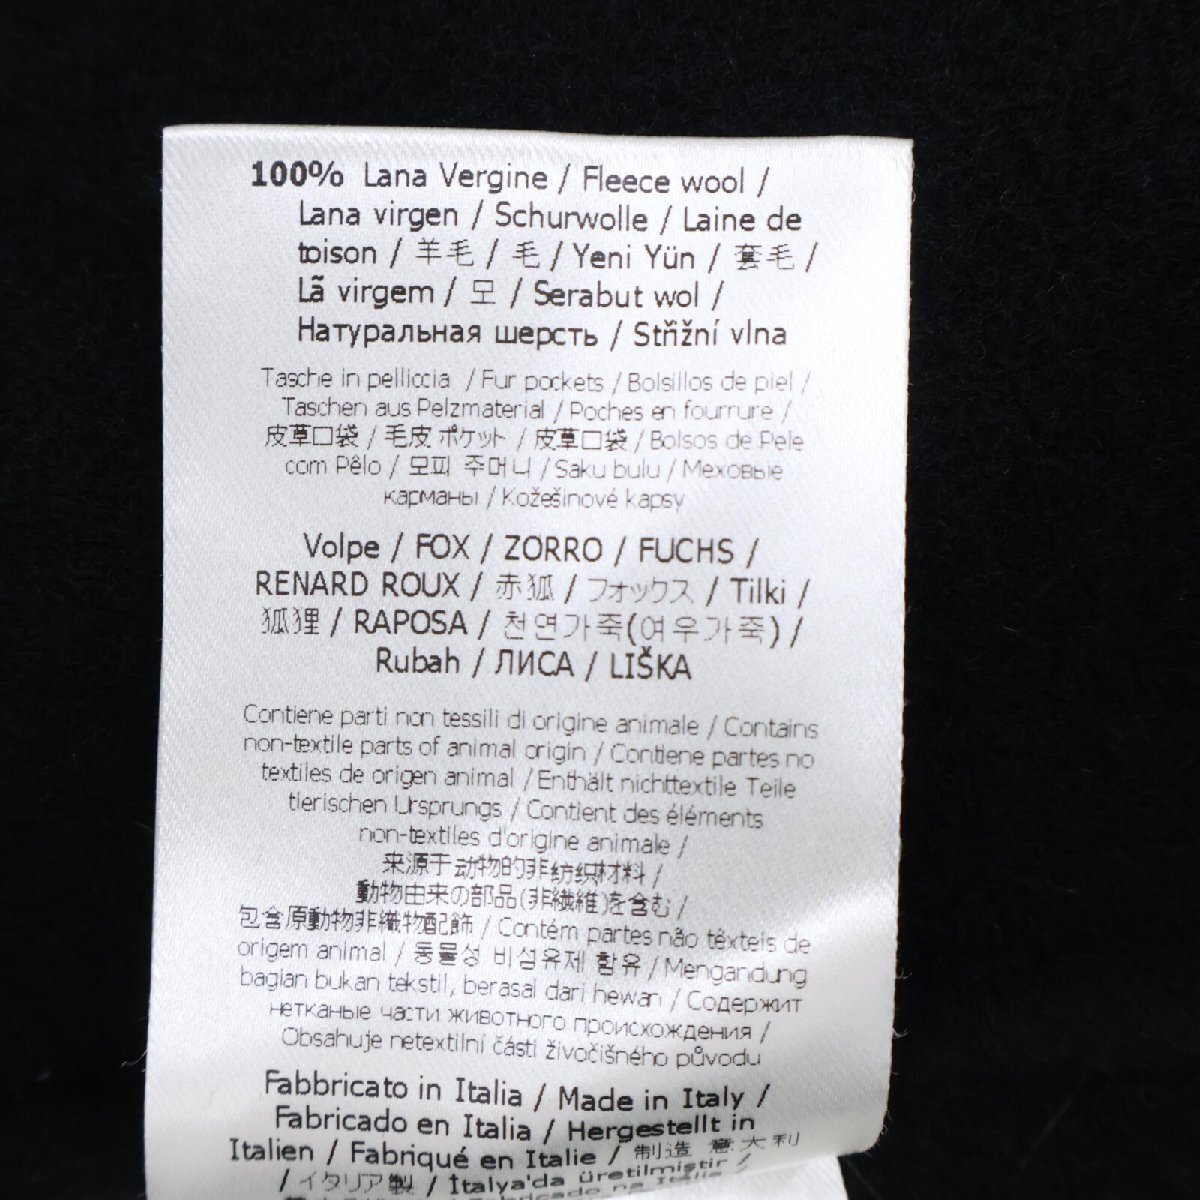 100% Lana Vergine / Fleece wool /
Lana virgen / Schurwolle / Laine de
toison / 羊毛 / 毛 / Yeni Yün / 套毛 /
Lã virgem / 모 / Serabut wol /
Натуральная шерсть / Střižní vlna
Tasche in pelliccia / Fur pockets / Bolsillos de piel /
Taschen aus Pelzmaterial / Poches en fourrure /
皮草口袋 / 毛皮 ポケット / 皮草口袋 / Bolsos de Pele
com Pêlo / 모피 주머니 / Saku bulu / Меховые
карманы / Kožešinové kapsy
Volpe / FOX / ZORRO / FUCHS /
RENARD ROUX / 赤狐 / フォックス / Tilki /
狐狸 / RAPOSA / 천연가죽(여우가죽) /
Rubah / ЛИСА / LIŠKA
Contiene parti non tessili di origine animale / Contains
non-textile parts of animal origin / Contiene partes no
textiles de origen animal / Enthält nichttextile Teile
tierischen Ursprungs / Contient des éléments
non-textiles d'origine animale /
来源于动物的非纺织材料 /
動物由来の部品(非繊維)を含む /
包含原動物非織物配飾 / Contém partes não têxteis de
origem animal / 동물성 비섬유제 함유 / Mengandung
bagian bukan tekstil, berasal dari hewan / Содержит
нетканые части животного происхождения /
Obsahuje netextilní části živočišného původu
Fabbricato in Italia / Made in Italy /
Fabricado en Italia / Hergestellt in
Italien / Fabriqué en Italie / 制造 意大利
/ イタリア製 / İtalya'da üretilmiştir /
Fabricado na Itália /